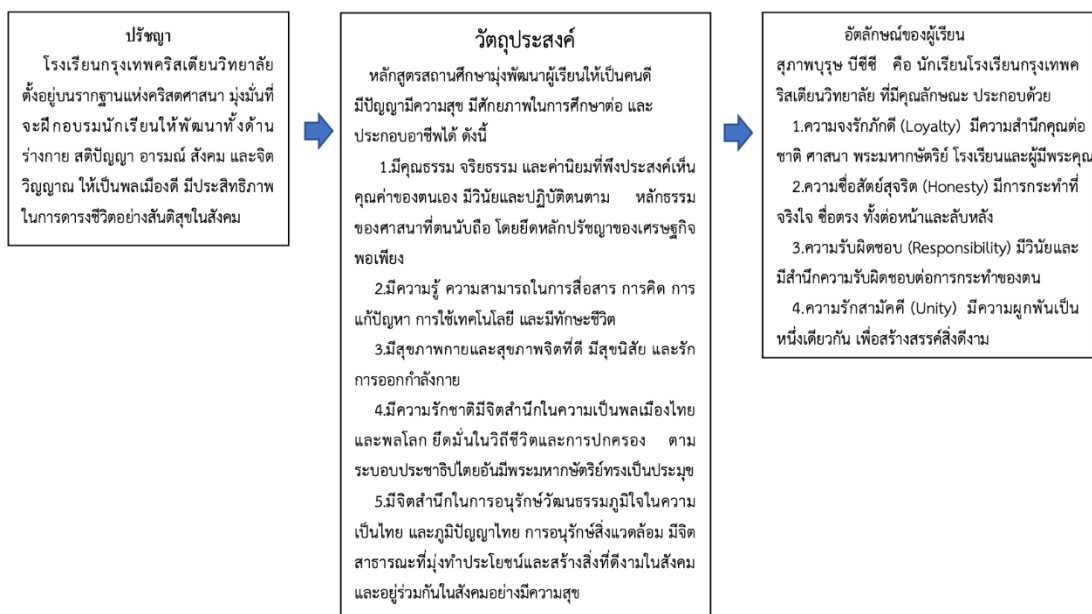 ปรัชญา
โรงเรียนกรุงเทพคริสเตียนวิทยาลัย
ตั้งอยู่บนรากฐานแห่งคริสตศาสนา มุ่งมั่นที่
จะฝึกอบรมนักเรียนให้พัฒนาทั้งด้าน
ร่างกาย สติปัญญา อารมณ์ สังคม และจิต
วิญญาณ ให้เป็นพลเมืองดี มีประสิทธิภาพ
ในการดารงชีวิตอย่างสันติสุขในสังคม
วัตถุประสงค์
หลักสูตรสถานศึกษามุ่งพัฒนาผู้เรียนให้เป็นคนดี
มีปัญญามีความสุข มีศักยภาพในการศึกษาต่อ และ
ประกอบอาชีพได้ ดังนี้
1.มีคุณธรรม จริยธรรม และค่านิยมที่พึงประสงค์เห็น
คุณค่าของตนเอง มีวินัยและปฏิบัติตนตาม หลักธรรม
ของศาสนาที่ตนนับถือ โดยยึดหลักปรัชญาของเศรษฐกิจ
พอเพียง
2.มีความรู้ ความสามารถในการสื่อสาร การคิด การ
แก้ปัญหา การใช้เทคโนโลยี และมีทักษะชีวิต
3.มีสุขภาพกายและสุขภาพจิตที่ดี มีสุขนิสัย และรัก
การออกกำลังกาย
4.มีความรักชาติมีจิตสำนึกในความเป็นพลเมืองไทย
และพลโลก ยึดมั่นในวิถีชีวิตและการปกครอง ตาม
ระบอบประชาธิปไตยอันมีพระมหากษัตริย์ทรงเป็นประมุข
5.มีจิตสำนึกในการอนุรักษ์วัฒนธรรมภูมิใจในความ
เป็นไทย และภูมิปัญญาไทย การอนุรักษ์สิ่งแวดล้อม มีจิต
สาธารณะที่มุ่งทำประโยชน์และสร้างสิ่งที่ดีงามในสังคม
และอยู่ร่วมกันในสังคมอย่างมีความสุข
อัตลักษณ์ของผู้เรียน
สุภาพบุรุษ บีซีซี คือ นักเรียนโรงเรียนกรุงเทพค
ริสเตียนวิทยาลัย ที่มีคุณลักษณะ ประกอบด้วย
1.ความจงรักภักดี (Loyalty) มีความสำนึกคุณต่อ
ชาติ ศาสนา พระมหากษัตริย์ โรงเรียนและผู้มีพระคุณ
2.ความซื่อสัตย์สุจริต (Honesty) มีการกระทำที่
จริงใจ ซื่อตรง ทั้งต่อหน้าและลับหลัง
3.ความรับผิดชอบ (Responsibility) มีวินัยและ
มีสำนึกความรับผิดชอบต่อการกระทำของตน
4.ความรักสามัคคี (Unity) มีความผูกพันเป็น
หนึ่งเดียวกัน เพื่อสร้างสรรค์สิ่งดีงาม